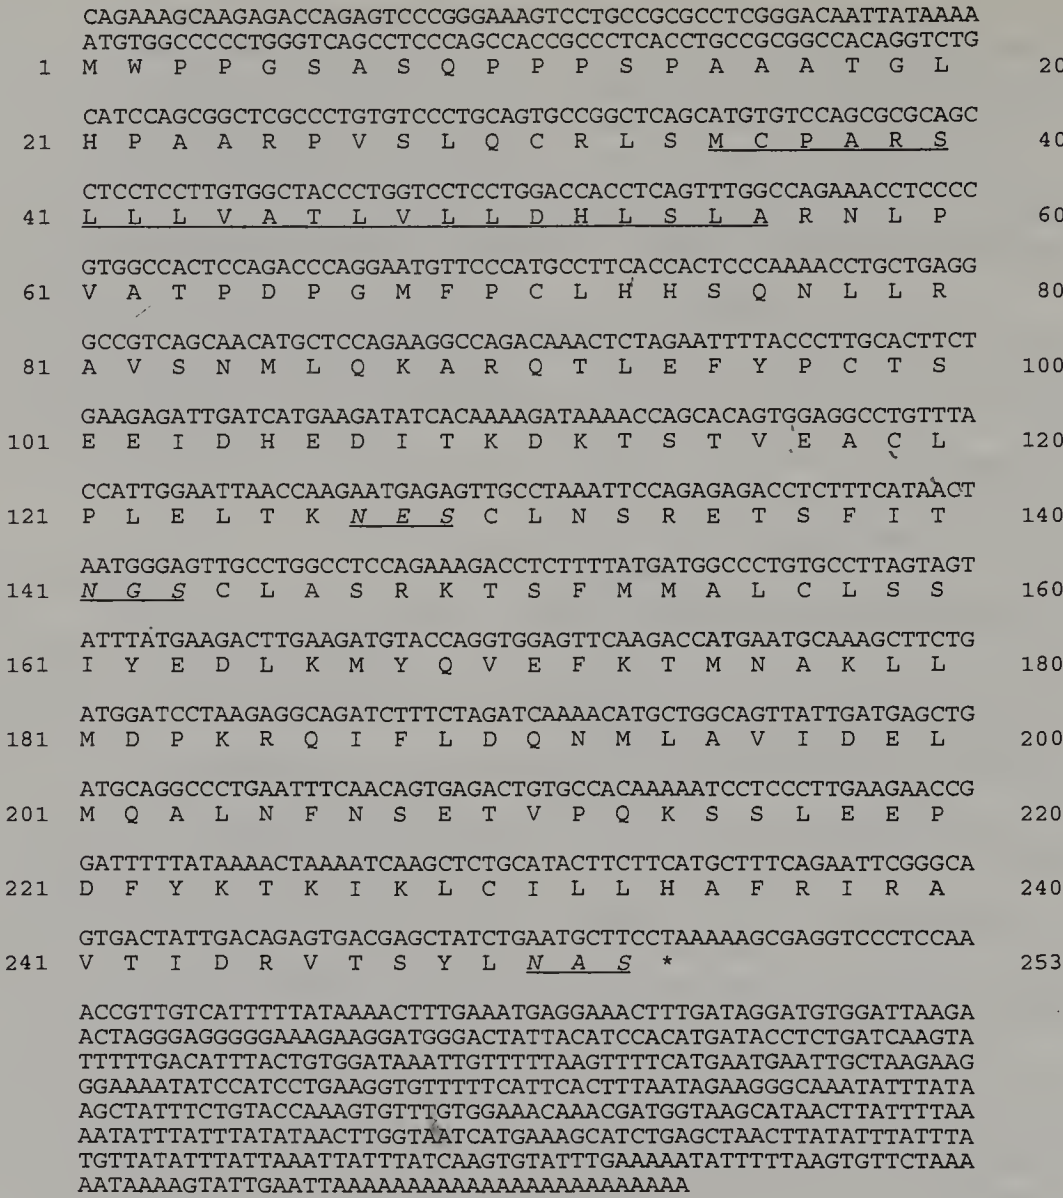 CAGAAAGCAAGAGACCAGAGTCCCGGGAAAGTCCTGCCGCGCCTCGGGACAATTATAAAA
ATGTGGCCCCCTGGGTCAGCCTCCCAGCCACCGCCCTCACCTGCCGCGGCCACAGGTCTG
1 M W P P G S A S Q P P P S P A A A T G L 20
CATCCAGCGGCTCGCCCTGTGTCCCTGCAGTGCCGGCTCAGCATGTGTCCAGCGCGCAGC
21 H P A A R P V S L Q C R L S M C P A R S 40
CTCCTCCTTGTGGCTACCCTGGTCCTCCTGGACCACCTCAGTTTGGCCAGAAACCTCCCC
41 L L L V A T L V L L D H L S L A R N L P 60
GTGGCCACTCCAGACCCAGGAATGTTCCCATGCCTTCACCACTCCCAAAACCTGCTGAGG
61 V A T P D P G M F P C L H H S Q N L L R 80
GCCGTCAGCAACATGCTCCAGAAGGCCAGACAAACTCTAGAATTTTACCCTTGCACTTCT
81 A V S N M L Q K A R Q T L E F Y P C T S 100
GAAGAGATTGATCATGAAGATATCACAAAAGATAAAACCAGCACAGTGGAGGCCTGTTTA
101 E E I D H E D I T K D K T S T V E A C L 120
CCATTGGAATTAACCAAGAATGAGAGTTGCCTAAATTCCAGAGAGACCTCTTTCATAACT
121 P L E L T K N E S C L N S R E T S F I T 140
AATGGGAGTTGCCTGGCCTCCAGAAAGACCTCTTTTATGATGGCCCTGTGCCTTAGTAGT
141 N G S C L A S R K T S F M M A L C L S S 160
ATTTATGAAGACTTGAAGATGTACCAGGTGGAGTTCAAGACCATGAATGCAAAGCTTCTG
161 I Y E D L K M Y Q V E F K T M N A K L L 180
ATGGATCCTAAGAGGCAGATCTTTCTAGATCAAAACATGCTGGCAGTTATTGATGAGCTG
181 M D P K R Q I F L D Q N M L A V I D E L 200
ATGCAGGCCCTGAATTTCAACAGTGAGACTGTGCCACAAAAATCCTCCCTTGAAGAACCG
201 M Q A L N F N S E T V P Q K S S L E E P 220
GATTTTTATAAAACTAAAATCAAGCTCTGCATACTTCTTCATGCTTTCAGAATTCGGGCA
221 D F Y K T K I K L C I L L H A F R I R A 240
GTGACTATTGACAGAGTGACGAGCTATCTGAATGCTTCCTAAAAAGCGAGGTCCCTCCAA
241 V T I D R V T S Y L N A S * 253
ACCGTTGTCATTTTTATAAAACTTTGAAATGAGGAAACTTTGATAGGATGTGGATTAAGA
ACTAGGGAGGGGGAAAGAAGGATGGGACTATTACATCCACATGATACCTCTGATCAAGTA
TTTTTGACATTTACTGTGGATAAATTGTTTTTAAGTTTTCATGAATGAATTGCTAAGAAG
GGAAAATATCCATCCTGAAGGTGTTTTTCATTCACTTTAATAGAAGGGCAAATATTTATA
AGCTATTTCTGTACCAAAGTGTTTGTGGAAACAAACGATGGTAAGCATAACTTATTTTAA
AATATTTATTTATATAACTTGGTAATCATGAAAGCATCTGAGCTAACTTATATTTATTTA
TGTTATATTTATTAAATTATTTATCAAGTGTATTTGAAAAATATTTTTAAGTGTTCTAAA
AATAAAAGTATTGAATTAAAAAAAAAAAAAAAAAAAAAAAA